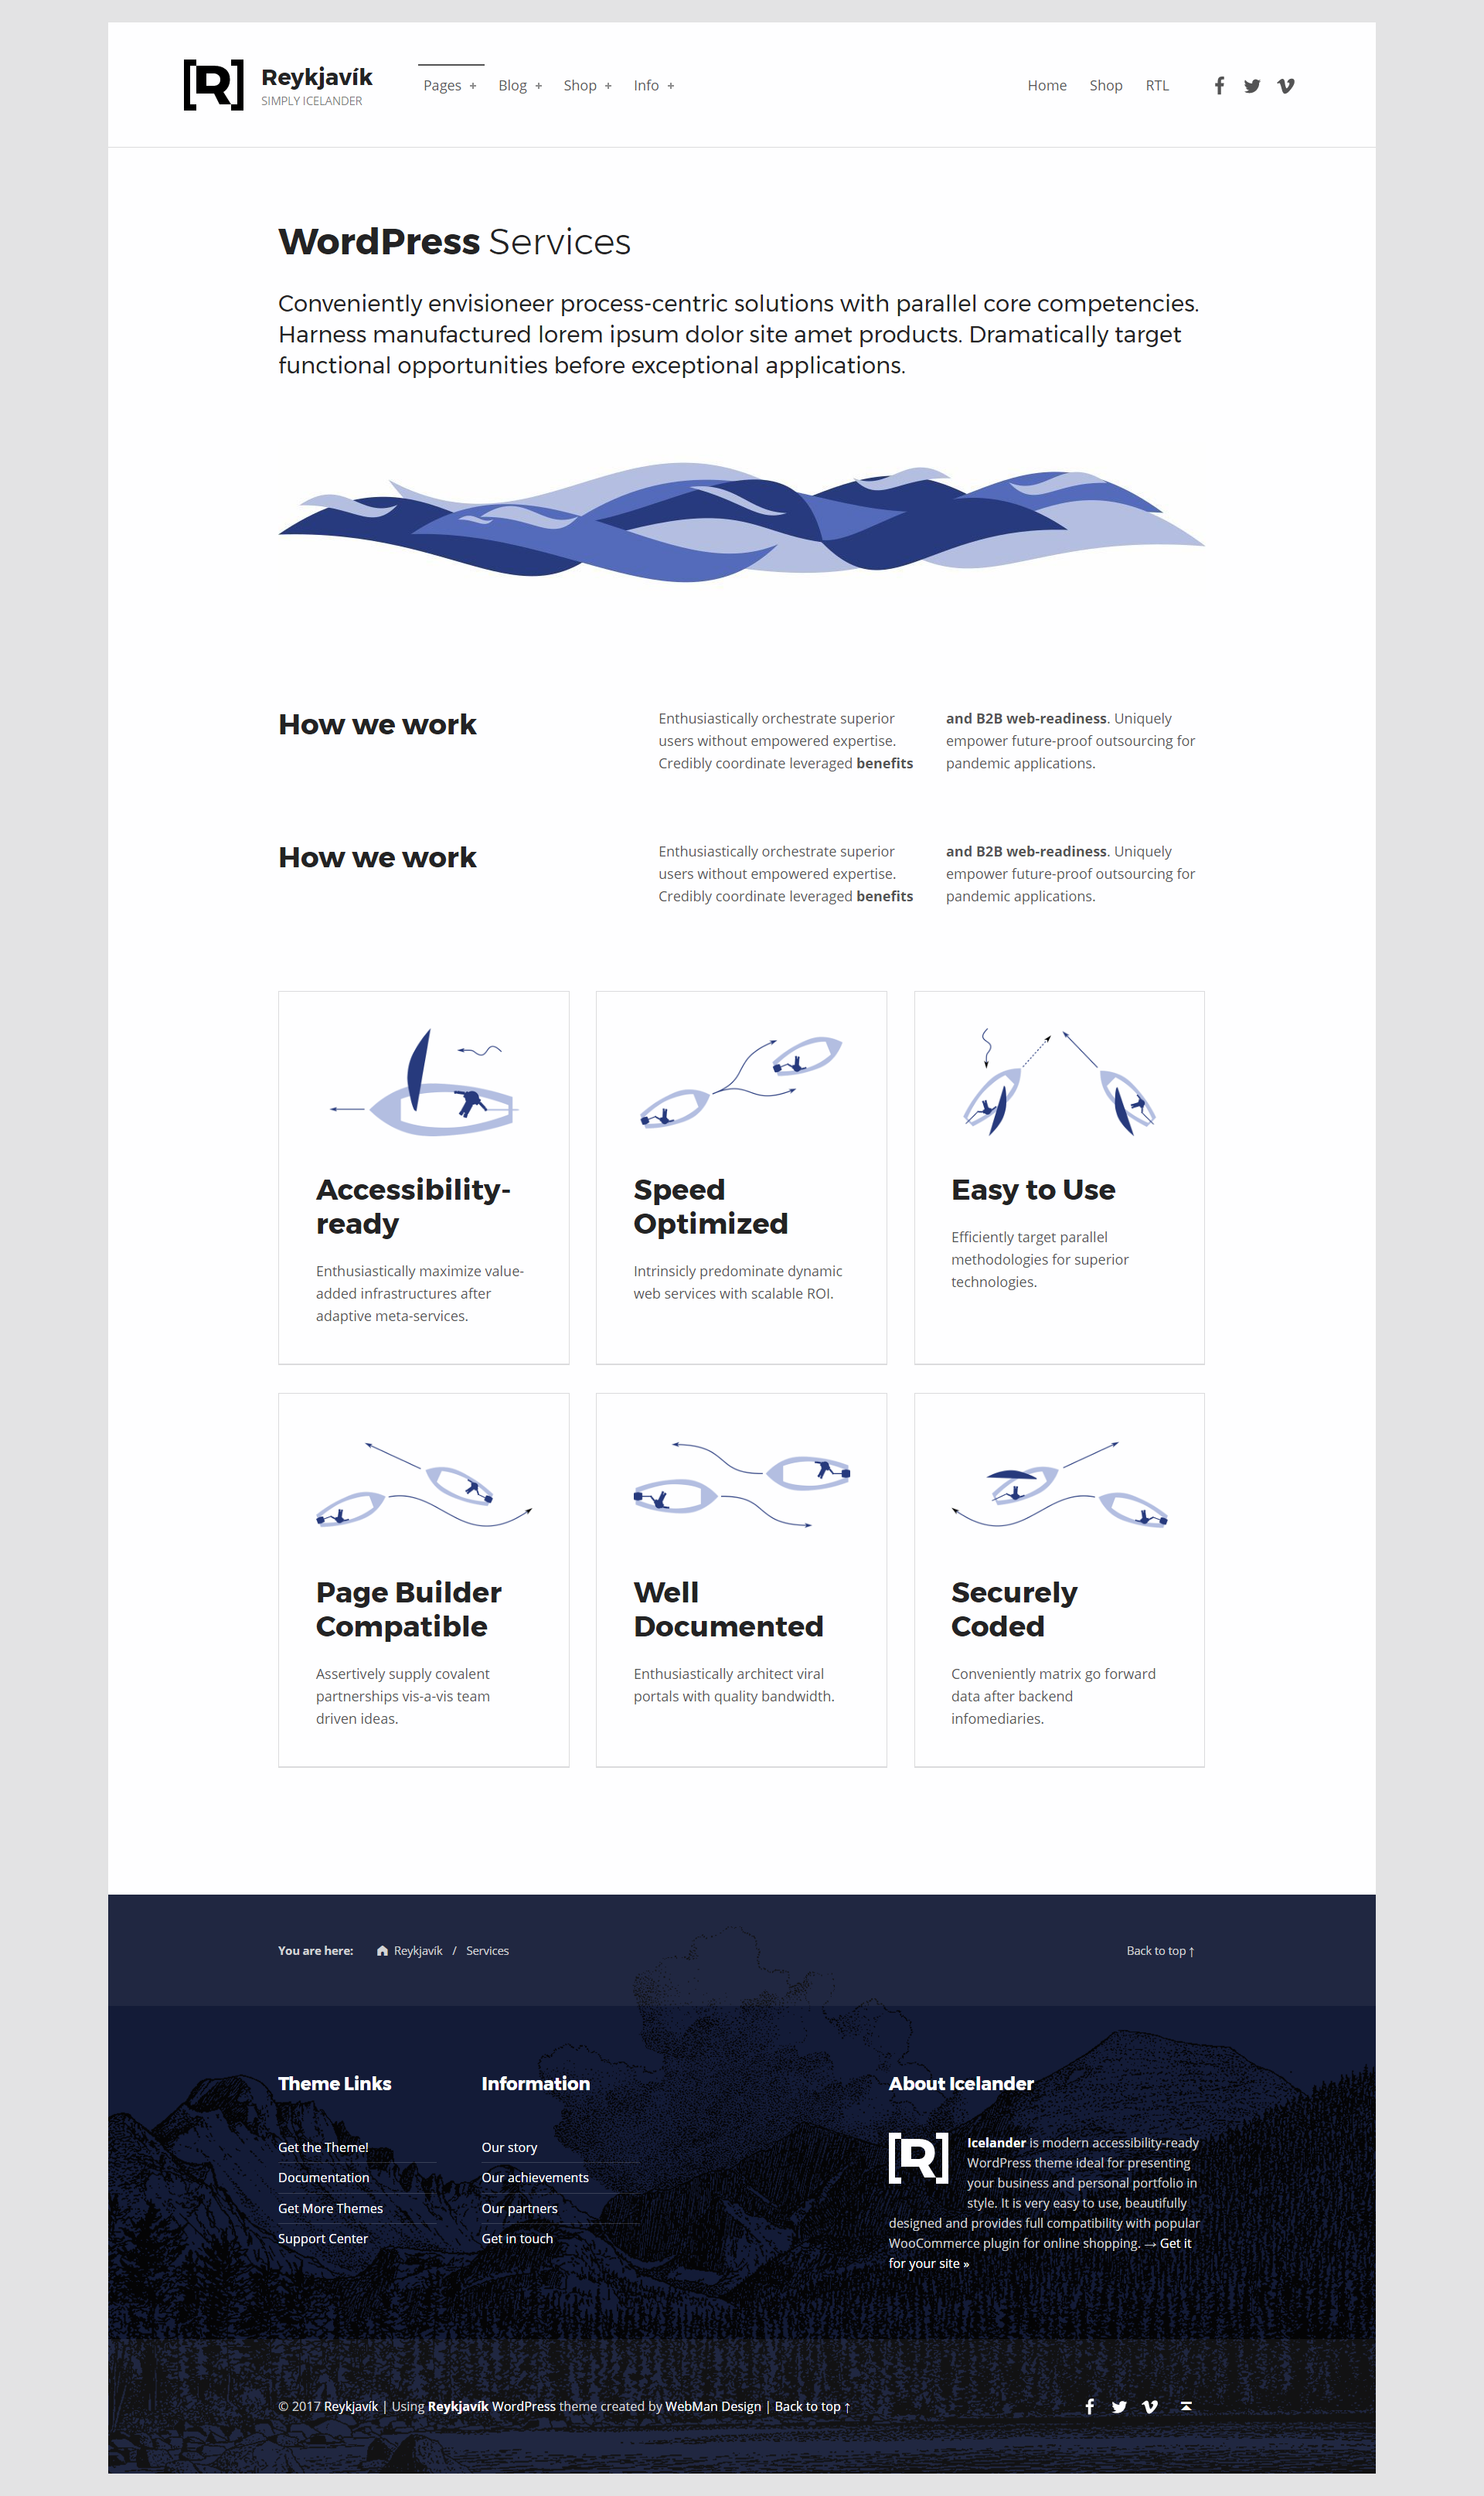 [R]
Reykjavík
SIMPLY ICELANDER
Pages + Blog + Shop + Info +
Home Shop RTL
WordPress Services
Conveniently envisioneer process-centric solutions with parallel core competencies.
Harness manufactured lorem ipsum dolor site amet products. Dramatically target
functional opportunities before exceptional applications.
How we work
Enthusiastically orchestrate superior
users without empowered expertise.
Credibly coordinate leveraged benefits
and B2B web-readiness. Uniquely
empower future-proof outsourcing for
pandemic applications.
How we work
Enthusiastically orchestrate superior
users without empowered expertise.
Credibly coordinate leveraged benefits
and B2B web-readiness. Uniquely
empower future-proof outsourcing for
pandemic applications.
Accessibility-
ready
Enthusiastically maximize value-
added infrastructures after
adaptive meta-services.
Speed
Optimized
Intrinsicly predominate dynamic
web services with scalable ROI.
Easy to Use
Efficiently target parallel
methodologies for superior
technologies.
Page Builder
Compatible
Assertively supply covalent
partnerships vis-a-vis team
driven ideas.
Well
Documented
Enthusiastically architect viral
portals with quality bandwidth.
Securely
Coded
Conveniently matrix go forward
data after backend
infomediaries.
You are here: Reykjavík / Services
Back to top ↑
Theme Links
Get the Theme!
Documentation
Get More Themes
Support Center
Information
Our story
Our achievements
Our partners
Get in touch
About Icelander
[R]
Icelander is modern accessibility-ready
WordPress theme ideal for presenting
your business and personal portfolio in
style. It is very easy to use, beautifully
designed and provides full compatibility with popular
WooCommerce plugin for online shopping. → Get it
for your site »
© 2017 Reykjavík | Using Reykjavík WordPress theme created by WebMan Design | Back to top ↑